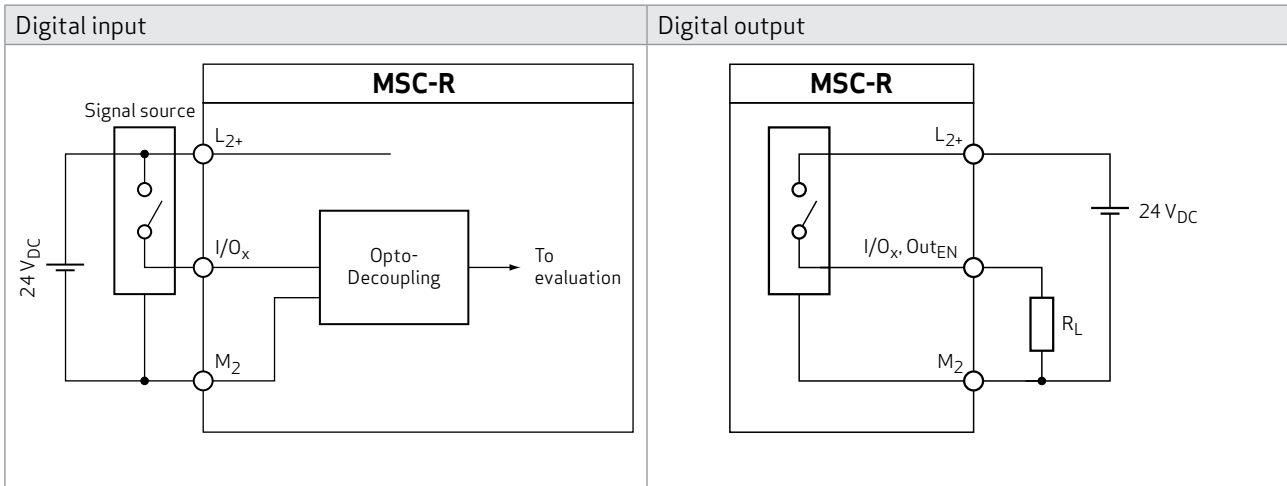 Digital input
Digital output
MSC-R
Signal source
L2+
24 VDC
I/Ox
Opto-
Decoupling
To
evaluation
M2
MSC-R
L2+
24 VDC
I/Ox, OutEN
RL
M2